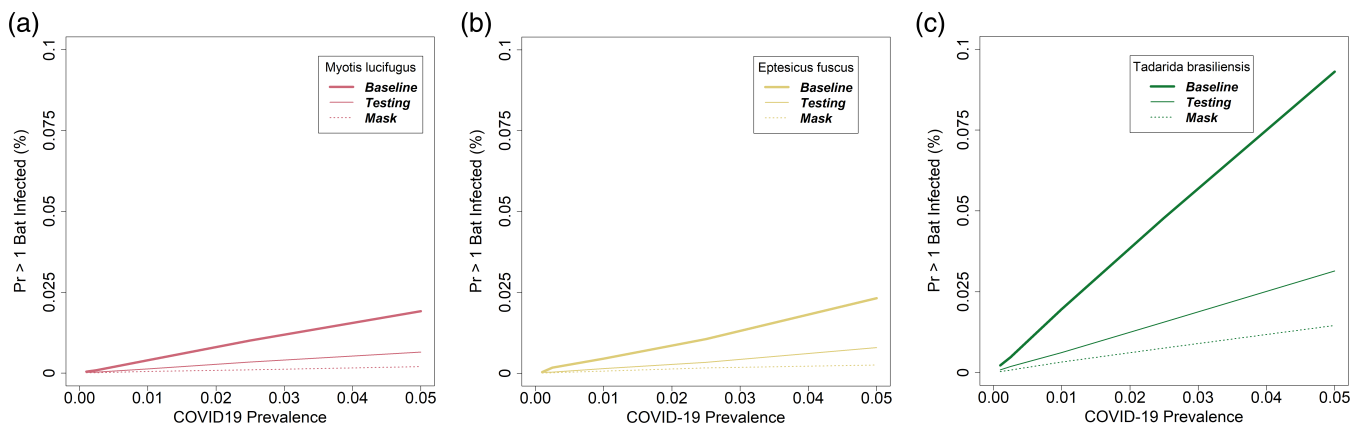 (a)
Pr > 1 Bat Infected (%)
0.1
0.075
0.05
0.025
0
Myotis lucifugus
Baseline
Testing
Mask
0.00 0.01 0.02 0.03 0.04 0.05
COVID19 Prevalence
(b)
Pr > 1 Bat Infected (%)
0.1
0.075
0.05
0.025
0
Eptesicus fuscus
Baseline
Testing
Mask
0.00 0.01 0.02 0.03 0.04 0.05
COVID-19 Prevalence
(c)
Pr > 1 Bat Infected (%)
0.1
0.075
0.05
0.025
0
Tadarida brasiliensis
Baseline
Testing
Mask
0.00 0.01 0.02 0.03 0.04 0.05
COVID-19 Prevalence